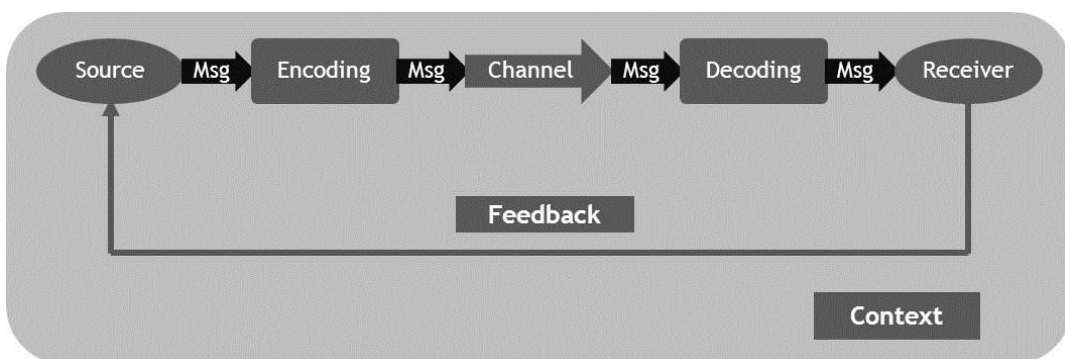 Source Msg Encoding Msg Channel Msg Decoding Msg Receiver
Feedback
Context